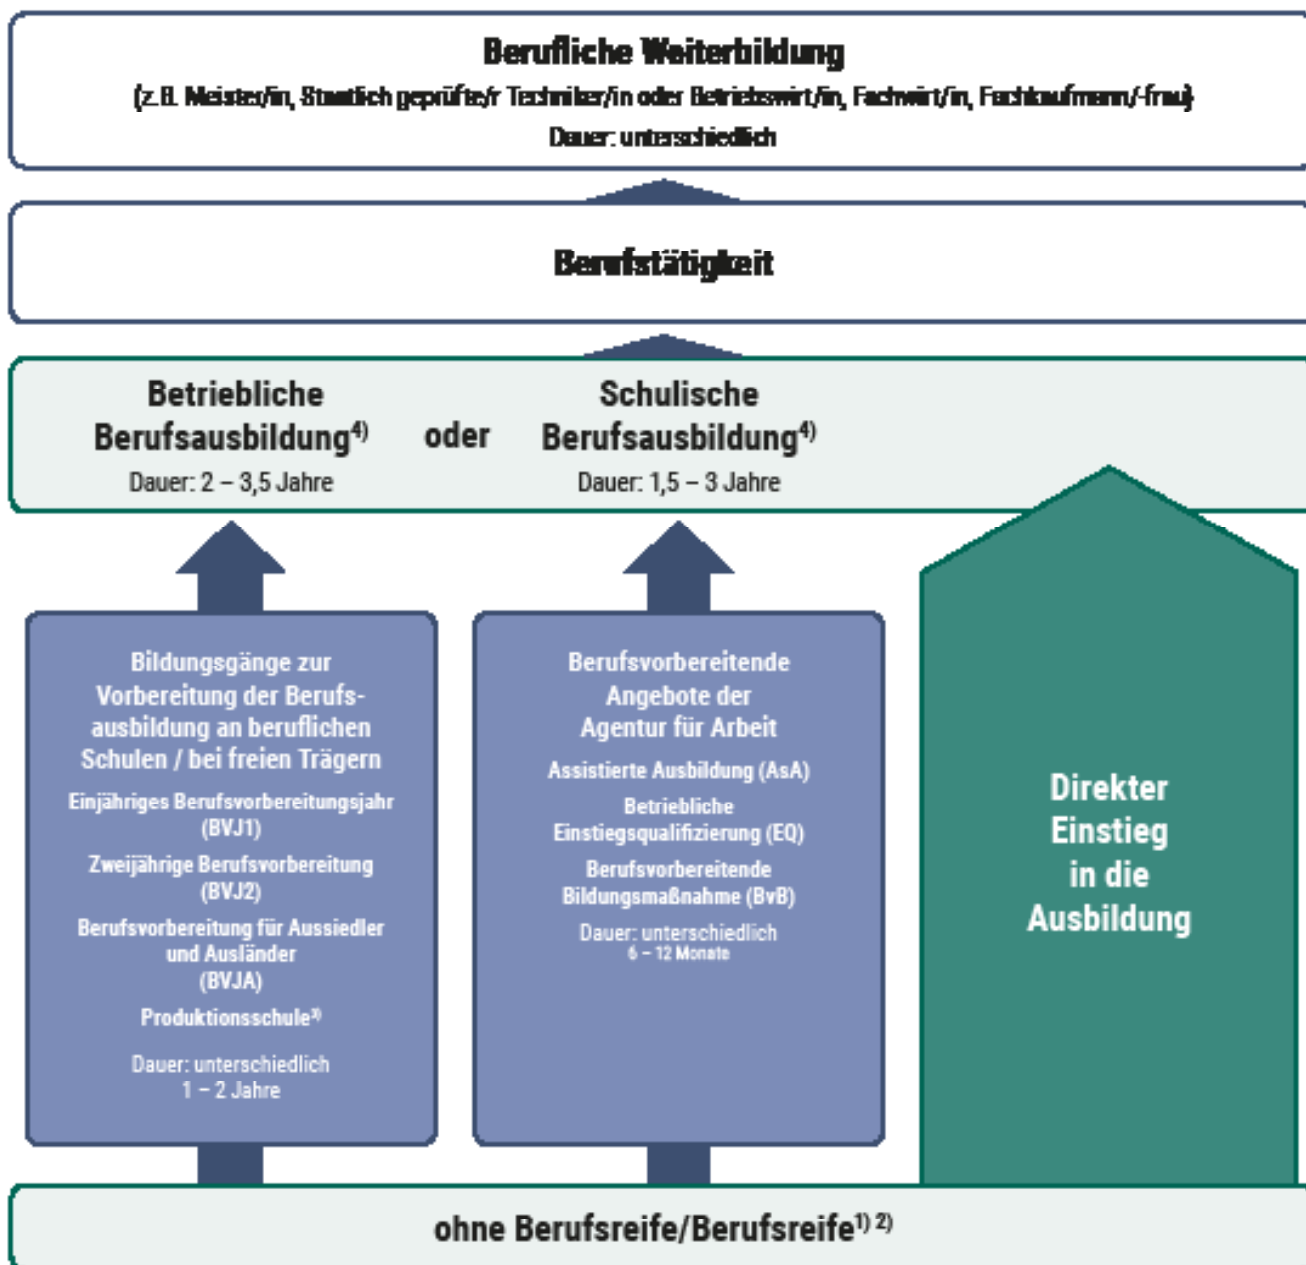 Berufliche Weiterbildung
(z.B. Meister/in, Staatlich geprüfte/r Techniker/in oder Betriebswirt/in, Fachwirt/in, Fachkaufmann/-frau)
Dauer: unterschiedlich
Berufstätigkeit
Betriebliche
Berufsausbildung⁴⁾
Dauer: 2 – 3,5 Jahre
oder
Schulische
Berufsausbildung⁴⁾
Dauer: 1,5 – 3 Jahre
Bildungsgänge zur
Vorbereitung der Berufs-
ausbildung an beruflichen
Schulen / bei freien Trägern
Einjähriges Berufsvorbereitungsjahr
(BVJ1)
Zweijährige Berufsvorbereitung
(BVJ2)
Berufsvorbereitung für Aussiedler
und Ausländer
(BVJA)
Produktionsschule³⁾
Dauer: unterschiedlich
1 – 2 Jahre
Berufsvorbereitende
Angebote der
Agentur für Arbeit
Assistierte Ausbildung (AsA)
Betriebliche
Einstiegsqualifizierung (EQ)
Berufsvorbereitende
Bildungsmaßnahme (BvB)
Dauer: unterschiedlich
6 – 12 Monate
Direkter
Einstieg
in die
Ausbildung
ohne Berufsreife/Berufsreife¹⁾ ²⁾